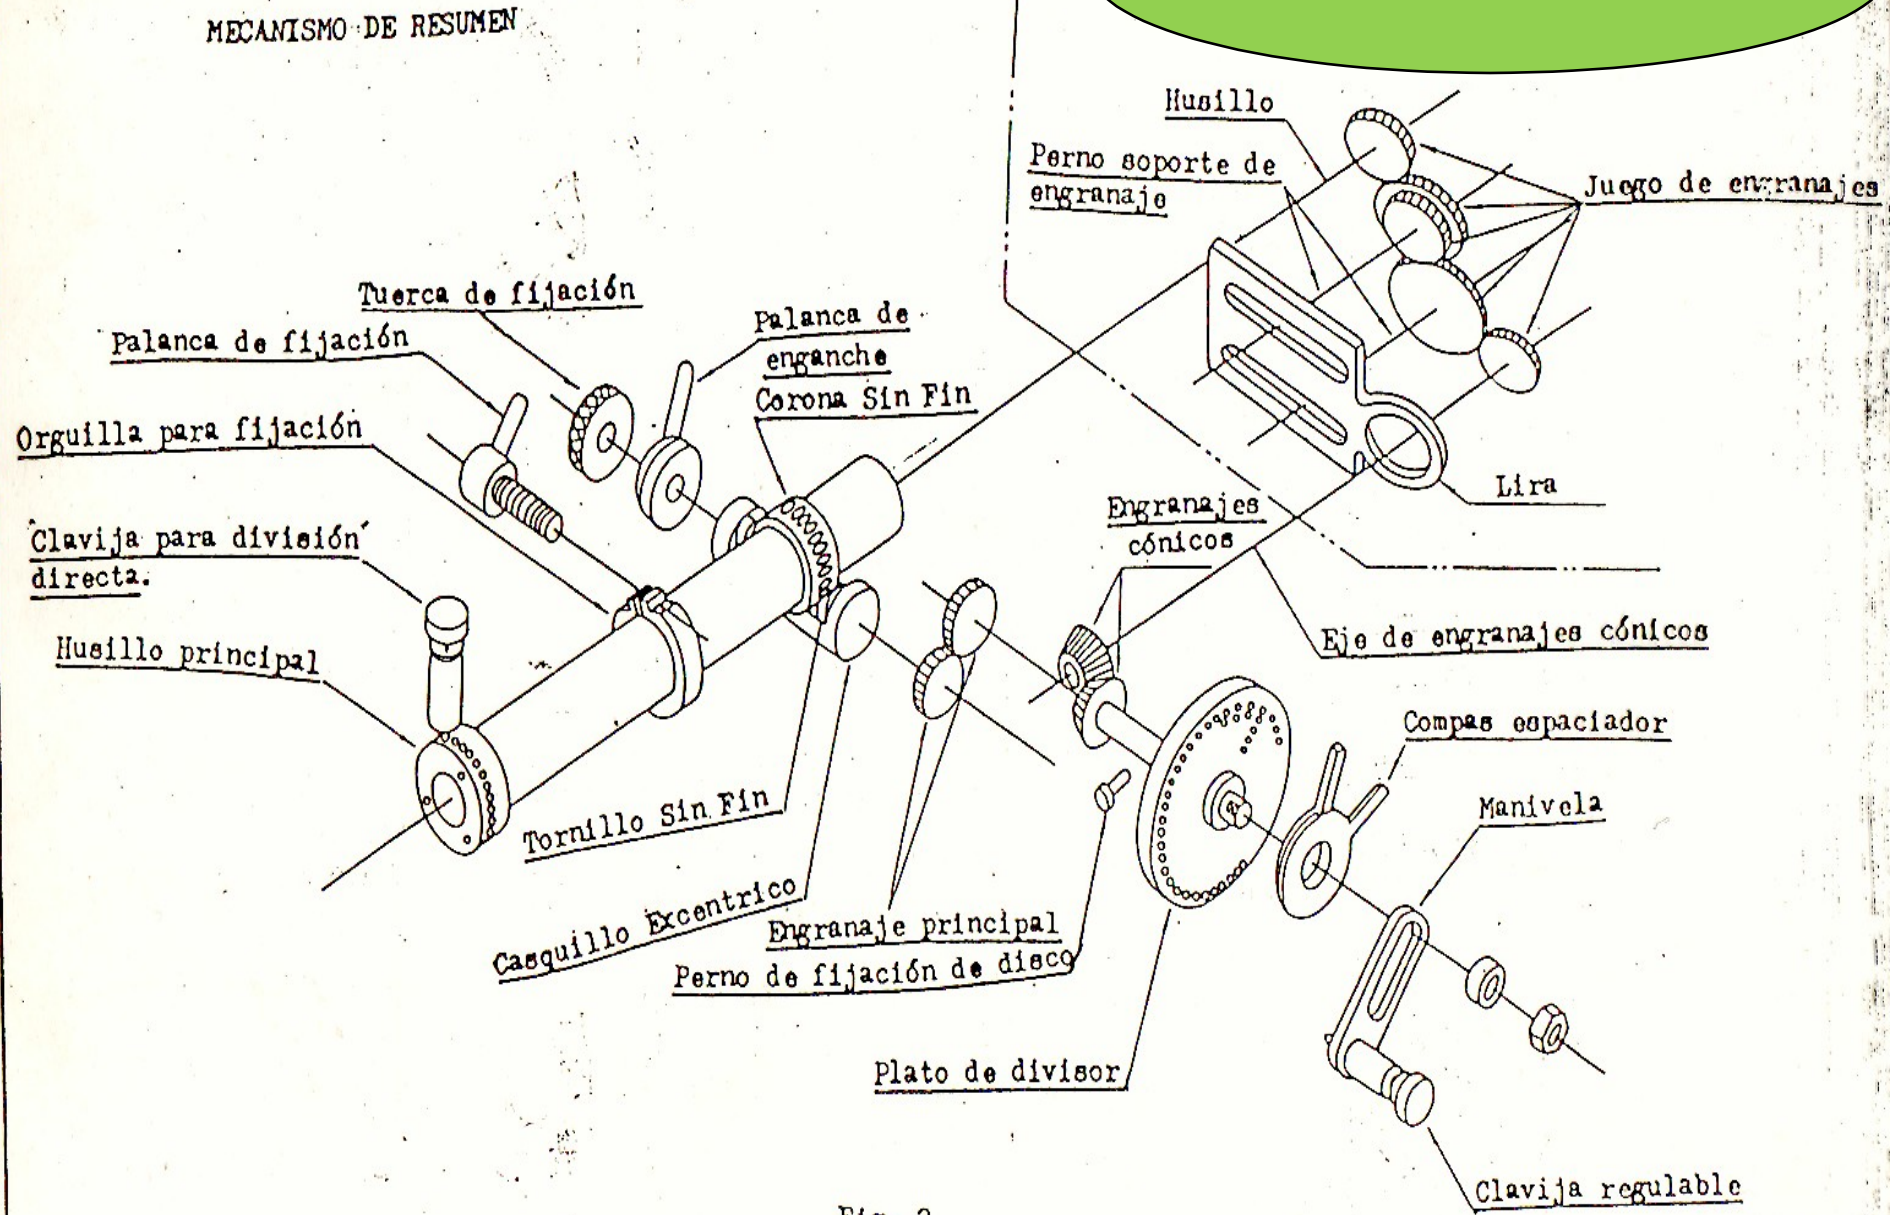 MECANISMO DE RESUMEN
Husillo
Perno soporte de
engranaje
Juego de engranajes
Tuerca de fijación
Palanca de fijación
Palanca de
enganche
Corona Sin Fin
Orguilla para fijación
Lira
Engranajes
cónicos
Clavija para división
directa.
Husillo principal
Eje de engranajes cónicos
Compas espaciador
Manivela
Tornillo Sin Fin
Casquillo Excentrico
Engranaje principal
Perno de fijación de disco
Plato de divisor
Clavija regulable